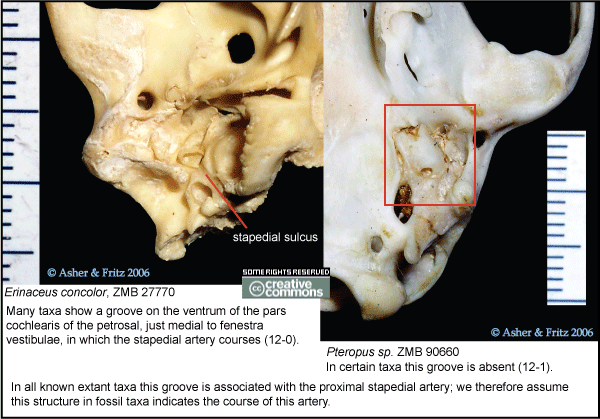 stapedial sulcus
© Asher & Fritz 2006
SOME RIGHTS RESERVED
cc creative commons
Erinaceus concolor, ZMB 27770
Many taxa show a groove on the ventrum of the pars
cochlearis of the petrosal, just medial to fenestra
vestibulae, in which the stapedial artery courses (12-0).
© Asher & Fritz 2006
Pteropus sp. ZMB 90660
In certain taxa this groove is absent (12-1).
In all known extant taxa this groove is associated with the proximal stapedial artery; we therefore assume
this structure in fossil taxa indicates the course of this artery.